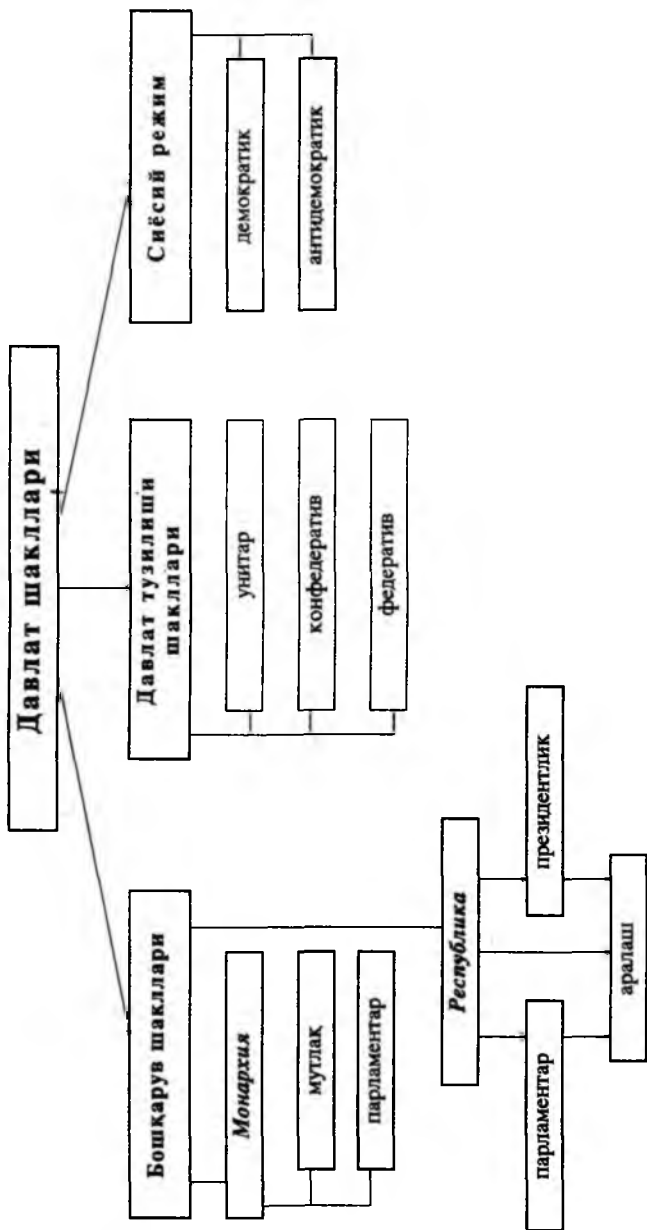 Давлат шакллари
Бошқарув шакллари
Монархия
мутлақ
парламентар
Республика
парламентар
президентлик
аралаш
Давлат тузилиши
шакллари
унитар
конфедератив
федератив
Сиёсий режим
демократик
антидемократик